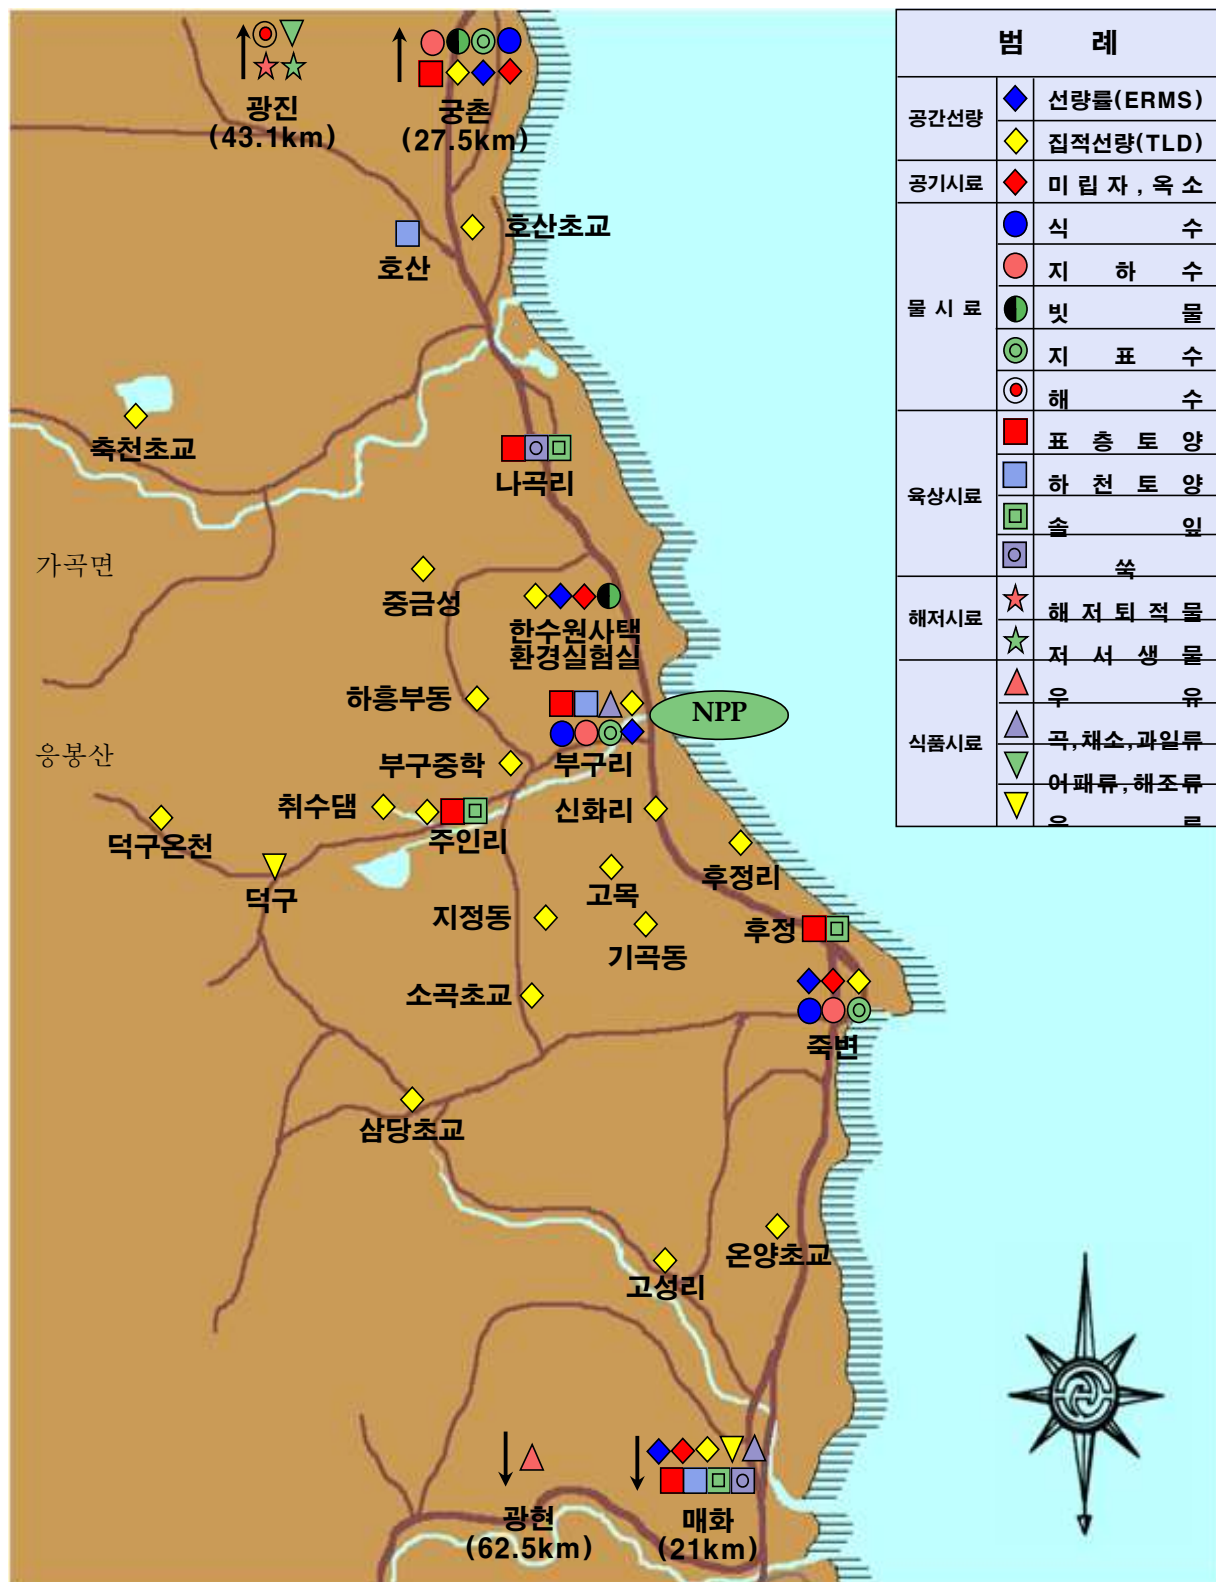 광진
(43.1km)
궁촌
(27.5km)
호산초교
호산
축천초교
나곡리
가곡면
중금성
한수원사택
환경실험실
하흥부동
NPP
응봉산
부구중학
부구리
취수댐
신화리
덕구온천
주인리
후정리
덕구
고목
지정동
후정
기곡동
소곡초교
죽변
삼당초교
온양초교
고성리
광현
(62.5km)
매화
(21km)
범 례
공간선량
선량률(ERMS)
집적선량(TLD)
공기시료
미 립 자 , 옥 소
물 시 료
식 수
지 하 수
빗 물
지 표 수
해 수
육상시료
표 층 토 양
하 천 토 양
솔 잎
쑥
해저시료
해 저 퇴 적 물
저 서 생 물
식품시료
우 유
곡,채소,과일류
어패류,해조류